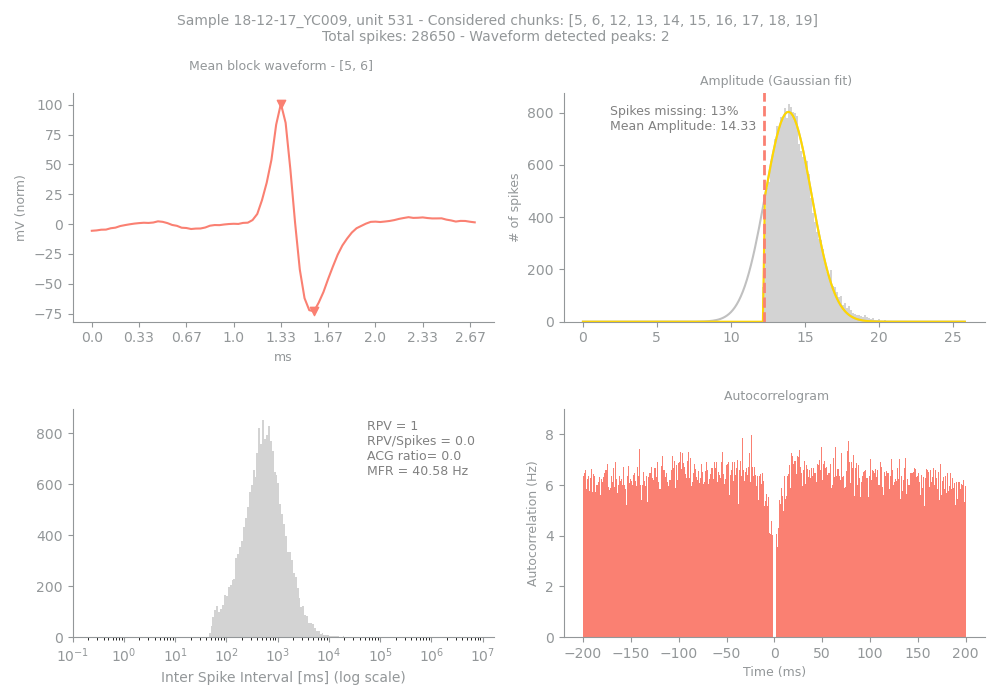 Sample 18-12-17_YC009, unit 531 - Considered chunks: [5, 6, 12, 13, 14, 15, 16, 17, 18, 19]
Total spikes: 28650 - Waveform detected peaks: 2
Mean block waveform - [5, 6]
mV (norm)
100
75
50
25
0
−25
−50
−75
0.0 0.33 0.67 1.0 1.33 1.67 2.0 2.33 2.67
ms
Amplitude (Gaussian fit)
Spikes missing: 13%
Mean Amplitude: 14.33
# of spikes
800
600
400
200
0
0 5 10 15 20 25
RPV = 1
RPV/Spikes = 0.0
ACG ratio= 0.0
MFR = 40.58 Hz
800
600
400
200
0
10⁻¹ 10⁰ 10¹ 10² 10³ 10⁴ 10⁵ 10⁶ 10⁷
Inter Spike Interval [ms] (log scale)
Autocorrelogram
Autocorrelation (Hz)
8
6
4
2
0
−200 −150 −100 −50 0 50 100 150 200
Time (ms)